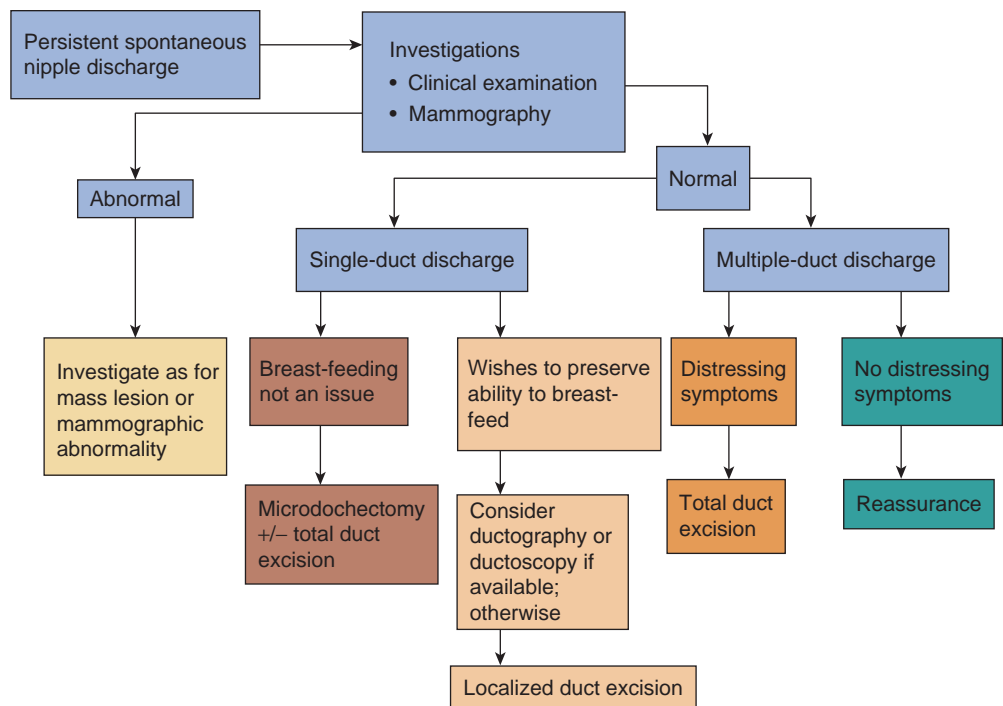 Persistent spontaneous
nipple discharge
Investigations
• Clinical examination
• Mammography
Abnormal
Normal
Single-duct discharge
Multiple-duct discharge
Investigate as for
mass lesion or
mammographic
abnormality
Breast-feeding
not an issue
Wishes to preserve
ability to breast-
feed
Distressing
symptoms
No distressing
symptoms
Microdochectomy
+/– total duct
excision
Consider
ductography or
ductoscopy if
available;
otherwise
Total duct
excision
Reassurance
Localized duct excision